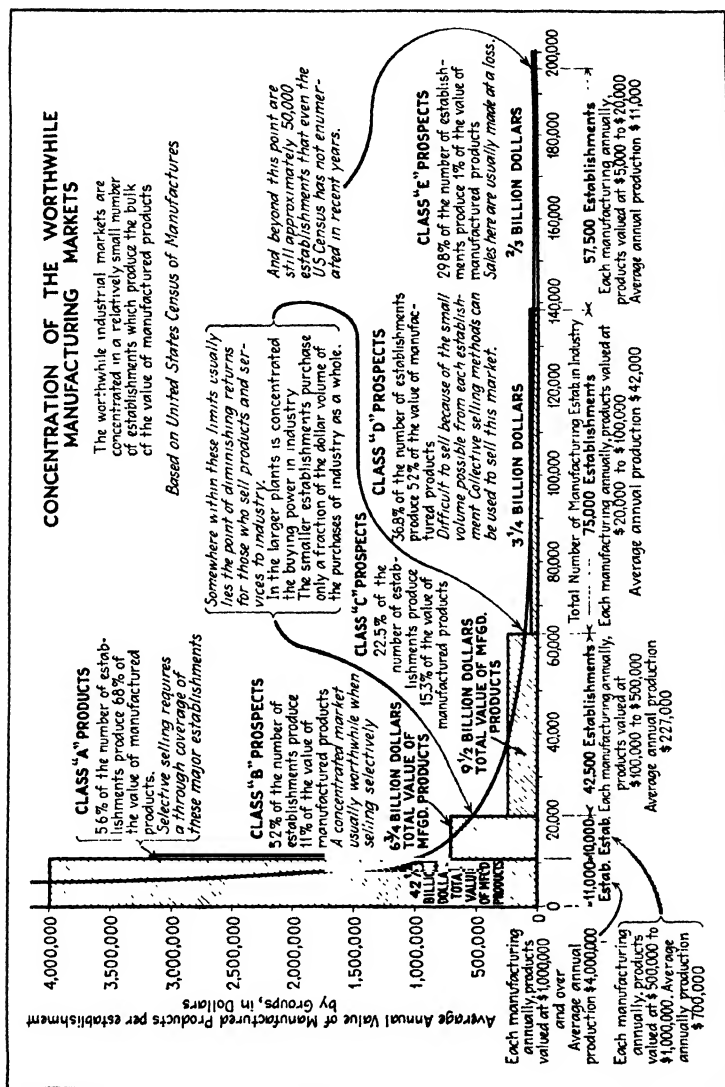 CONCENTRATION OF THE WORTHWHILE
MANUFACTURING MARKETS
The worthwhile industrial markets are
concentrated in a relatively small number
of establishments which produce the bulk
of the value of manufactured products
Based on United States Census of Manufactures
Average Annual Value of Manufactured Products per establishment
by Groups, in Dollars
4,000,000
3,500,000
3,000,000
2,500,000
2,000,000
1,500,000
1,000,000
500,000
0
CLASS "A" PRODUCTS
5.6% of the number of estab-
lishments produce 68% of
the value of manufactured
products.
Selective selling requires
a through coverage of
these major establishments
CLASS "B" PROSPECTS
5.2% of the number of
establishments produce
11% of the value of
manufactured products
A concentrated market
usually worthwhile when
selling selectively
Somewhere within these limits usually
lies the point of diminishing returns
for those who sell products and ser-
vices to industry.
In the larger plants is concentrated
the buying power in industry
The smaller establishments purchase
only a fraction of the dollar volume of
the purchases of industry as a whole.
And beyond this point are
still approximately 50,000
establishments that even the
US Census has not enumer-
ated in recent years.
CLASS "C" PROSPECTS
22.5% of the
number of estab-
lishments produce
15.3% of the value of
manufactured products
CLASS "D" PROSPECTS
36.8% of the number of establishments
produce 5.2% of the value of manufac-
tured products
Difficult to sell because of the small
volume possible from each establish-
ment Collective selling methods can
be used to sell this market.
CLASS "E" PROSPECTS
29.8% of the number of establish-
ments produce 1% of the value of
manufactured products
Sales here are usually made at a loss.
TOTAL
VALUE
OF MF'G'D
PRODUCTS
6 3/4 BILLION DOLLARS
TOTAL VALUE OF
MFGD. PRODUCTS
9 1/2 BILLION DOLLARS
TOTAL VALUE OF MFGD.
PRODUCTS
3 1/4 BILLION DOLLARS
2/3 BILLION DOLLARS
0
20,000
40,000
60,000
80,000
100,000
120,000
140,000
160,000
180,000
200,000
Total Number of Manufacturing Estab. in Industry
11,000
Estab.
10,000
Estab.
42,500 Establishments
75,000 Establishments
57,500 Establishments
Each manufacturing
annually, products
valued at $1,000,000
and over
Average annual
production $4,000,000
Each manufacturing
annually, products
valued at $500,000 to
$1,000,000. Average
annually, production
$700,000
Each manufacturing annually,
products valued at
$100,000 to $500,000
Average annual production
$227,000
Each manufacturing annually, products valued at
$20,000 to $100,000
Average annual production $42,000
Each manufacturing annually,
products valued at $5,000 to $20,000
Average annual production $11,000